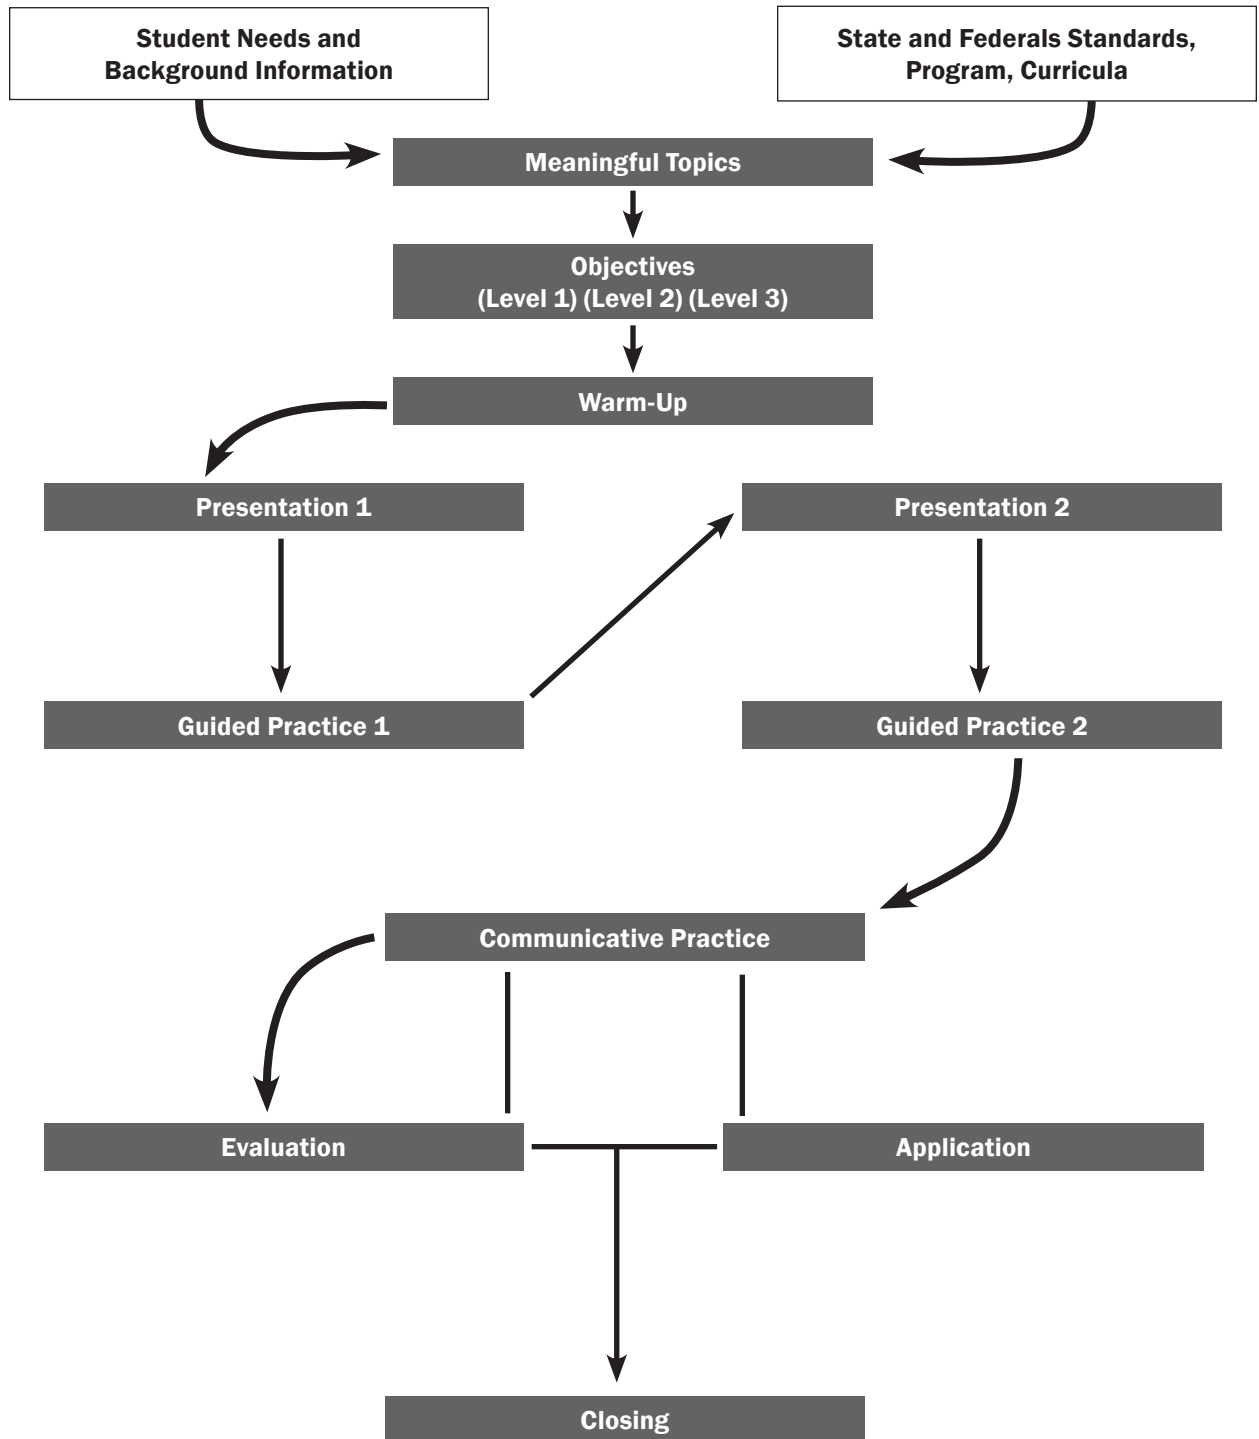 Student Needs and
Background Information
State and Federals Standards,
Program, Curricula
Meaningful Topics
Objectives
(Level 1) (Level 2) (Level 3)
Warm-Up
Presentation 1
Presentation 2
Guided Practice 1
Guided Practice 2
Communicative Practice
Evaluation
Application
Closing